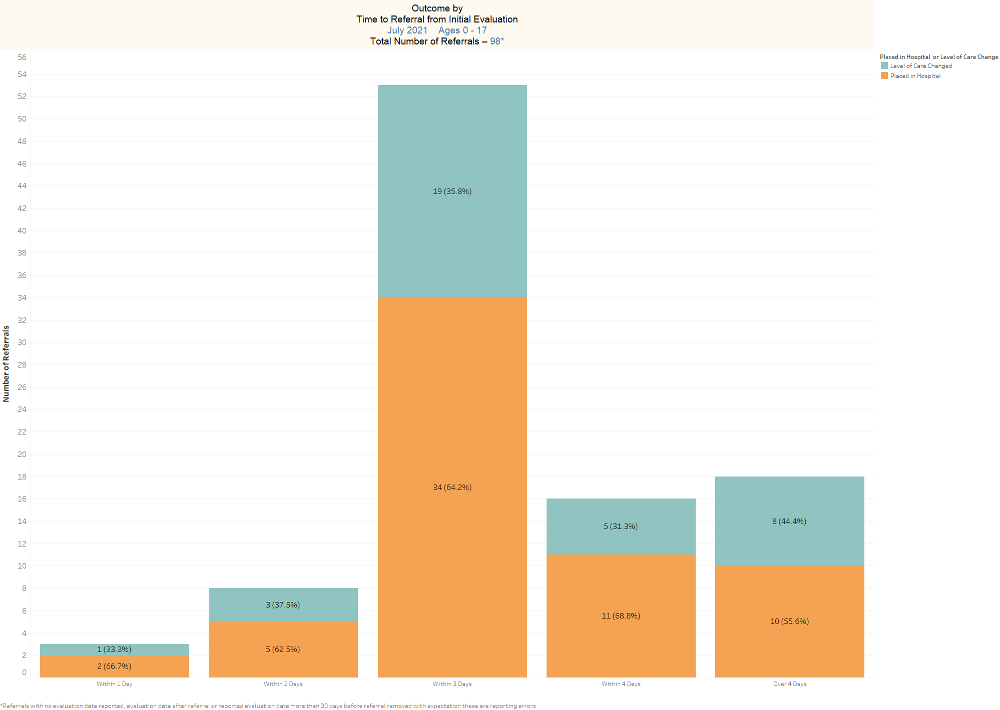 Outcome by
Time to Referral from Initial Evaluation
July 2021 Ages 0 - 17
Total Number of Referrals – 98*
Placed in Hospital or Level of Care Change
Level of Care Changed
Placed in Hospital
Number of Referrals
56
54
52
50
48
46
44
42
40
38
36
34
32
30
28
26
24
22
20
18
16
14
12
10
8
6
4
2
0
1 (33.3%)
2 (66.7%)
3 (37.5%)
5 (62.5%)
19 (35.8%)
34 (64.2%)
5 (31.3%)
11 (68.8%)
8 (44.4%)
10 (55.6%)
Within 1 Day
Within 2 Days
Within 3 Days
Within 4 Days
Over 4 Days
*Referrals with no evaluation date reported, evaluation date after referral or reported evaluation date more than 30 days before referral removed with expectation these are reporting errors